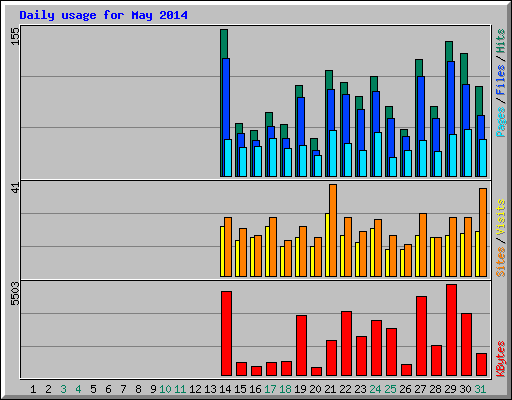 Daily usage for May 2014
155
Pages/Files/Hits
41
Sites/Visits
5503
KBytes
1 2 3 4 5 6 7 8 9 10 11 12 13 14 15 16 17 18 19 20 21 22 23 24 25 26 27 28 29 30 31